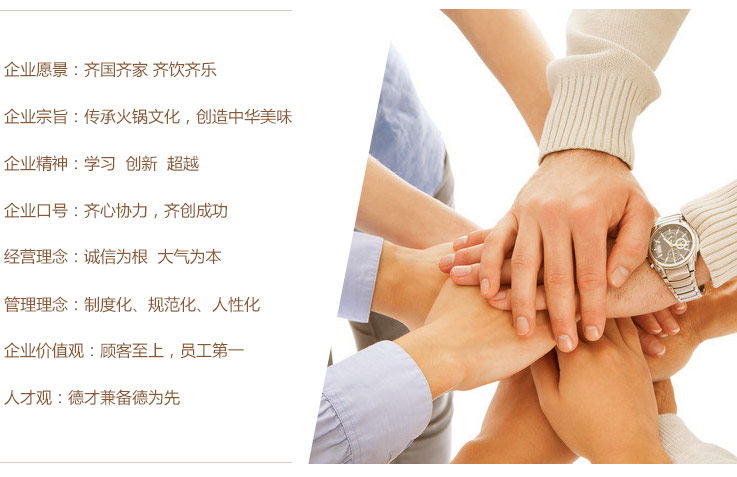 企业愿景：齐国齐家 齐饮齐乐
企业宗旨：传承火锅文化，创造中华美味
企业精神：学习 创新 超越
企业口号：齐心协力，齐创成功
经营理念：诚信为根 大气为本
管理理念：制度化、规范化、人性化
企业价值观：顾客至上，员工第一
人才观：德才兼备德为先